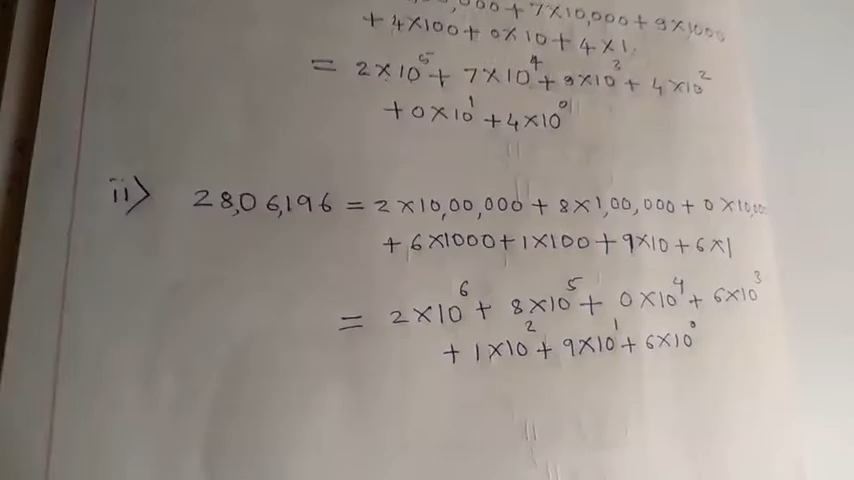 000 + 7×10,000 + 9×1000
+ 4×100 + 0×10 + 4×1
= 2×10⁵ + 7×10⁴ + 9×10³ + 4×10²
+ 0×10¹ + 4×10⁰
ii> 28,06,196 = 2×10,00,000 + 8×1,00,000 + 0×10,000
+ 6×1000 + 1×100 + 9×10 + 6×1
= 2×10⁶ + 8×10⁵ + 0×10⁴ + 6×10³
+ 1×10² + 9×10¹ + 6×10⁰